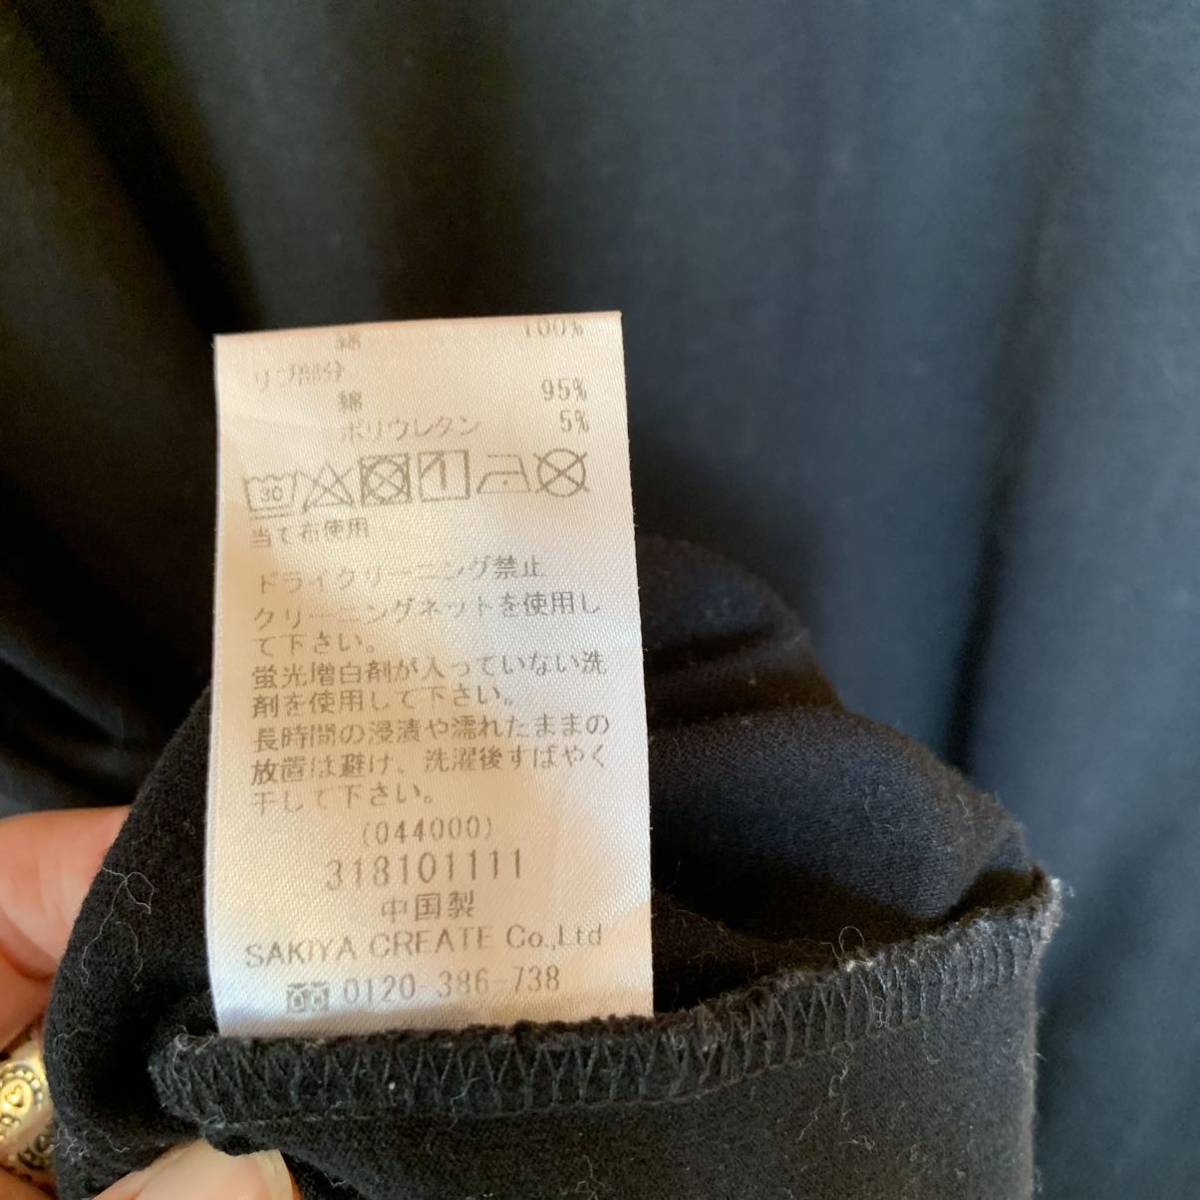 綿 100%
リブ部分
綿 95%
ポリウレタン 5%
30
当て布使用
ドライクリーニング禁止
クリーニングネットを使用し
て下さい。
蛍光増白剤が入っていない洗
剤を使用して下さい。
長時間の浸漬や濡れたままの
放置は避け、洗濯後すばやく
干して下さい。
(044000)
318101111
中国製
SAKIYA CREATE Co.,Ltd
0120-386-738